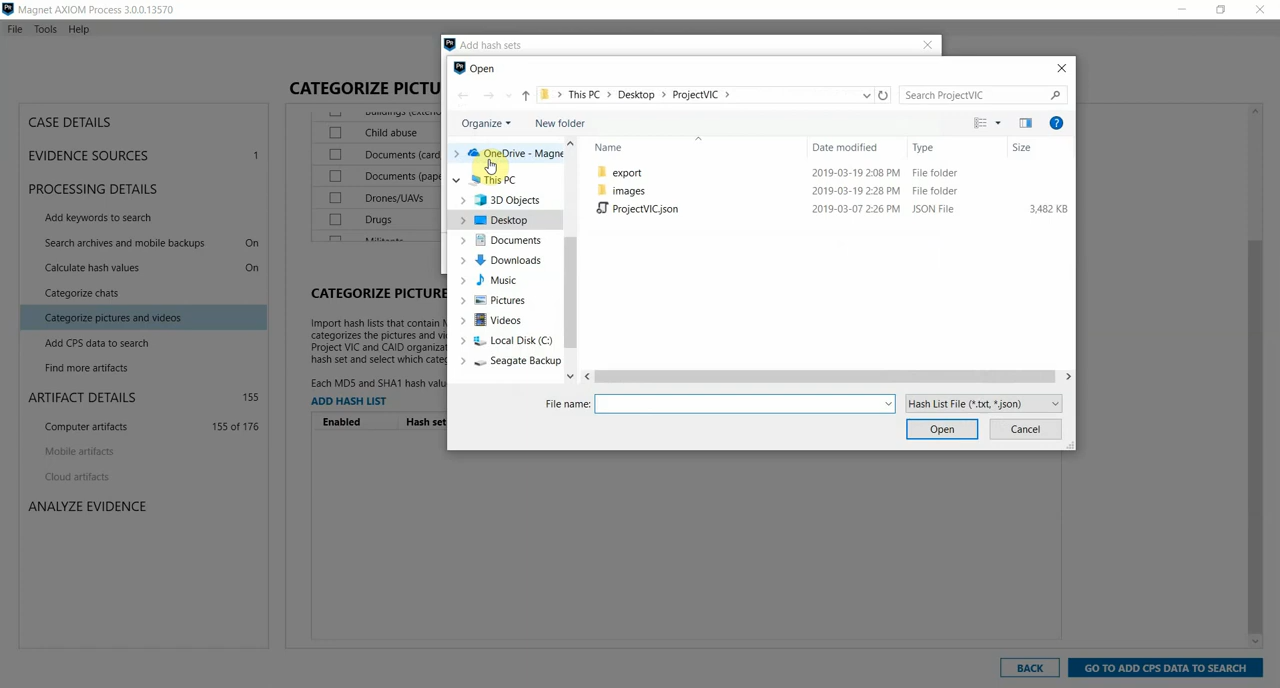 Magnet AXIOM Process 3.0.0.13570
File Tools Help
CATEGORIZE PICTU
CASE DETAILS
EVIDENCE SOURCES 1
PROCESSING DETAILS
Add keywords to search
Search archives and mobile backups On
Calculate hash values On
Categorize chats
Categorize pictures and videos
Add CPS data to search
Find more artifacts
ARTIFACT DETAILS 155
Computer artifacts 155 of 176
Mobile artifacts
Cloud artifacts
ANALYZE EVIDENCE
Child abuse
Documents (card
Documents (pape
Drones/UAVs
Drugs
Militants
CATEGORIZE PICTURE
Import hash lists that contain M
categorizes the pictures and vi
Project VIC and CAID organizat
hash set and select which cate
Each MD5 and SHA1 hash valu
ADD HASH LIST
Enabled Hash set
Add hash sets
Open
This PC Desktop ProjectVIC
Search ProjectVIC
Organize New folder
OneDrive - Magne
This PC
3D Objects
Desktop
Documents
Downloads
Music
Pictures
Videos
Local Disk (C:)
Seagate Backup
Name Date modified Type Size
export 2019-03-19 2:08 PM File folder
images 2019-03-19 2:28 PM File folder
ProjectVIC.json 2019-03-07 2:26 PM JSON File 3,482 KB
File name: Hash List File (*.txt, *.json)
Open Cancel
BACK GO TO ADD CPS DATA TO SEARCH